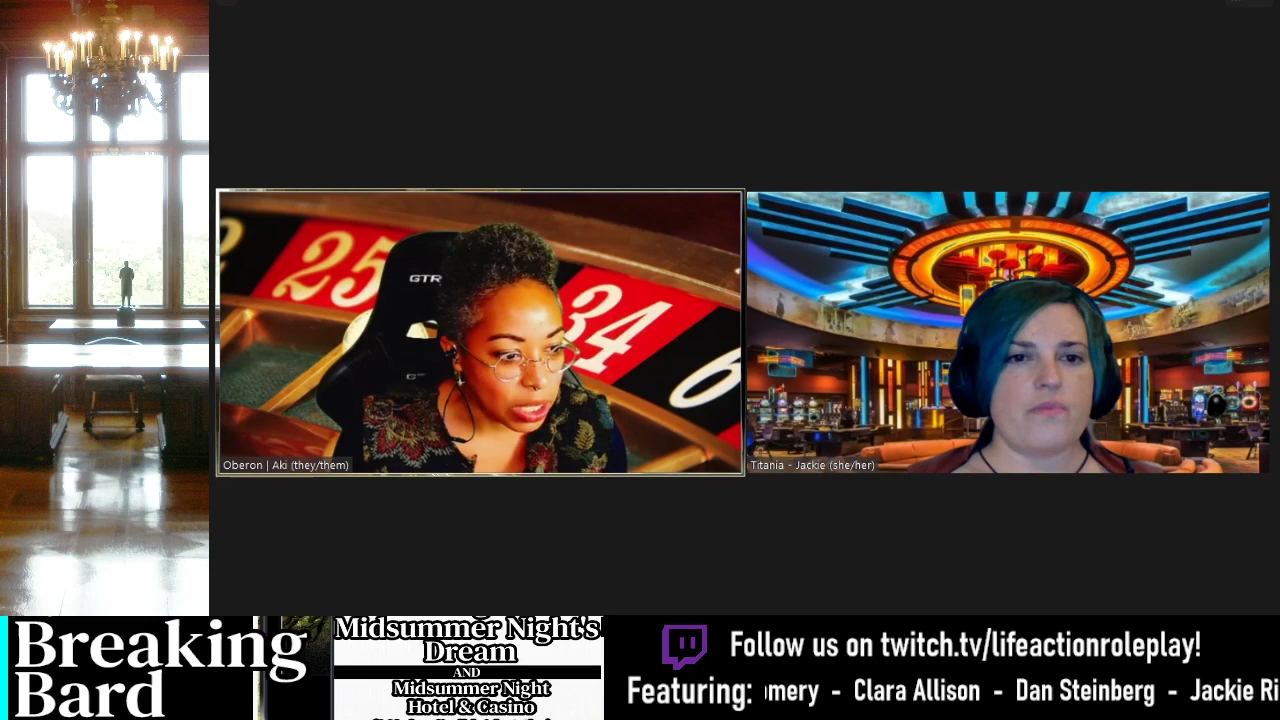 25
GTR
34
6
Oberon | Aki (they/them)
Titania - Jackie (she/her)
Breaking
Bard
Midsummer Night's
Dream
AND
Midsummer Night
Hotel & Casino
Follow us on twitch.tv/lifeactionroleplay!
Featuring: mery - Clara Allison - Dan Steinberg - Jackie Ri